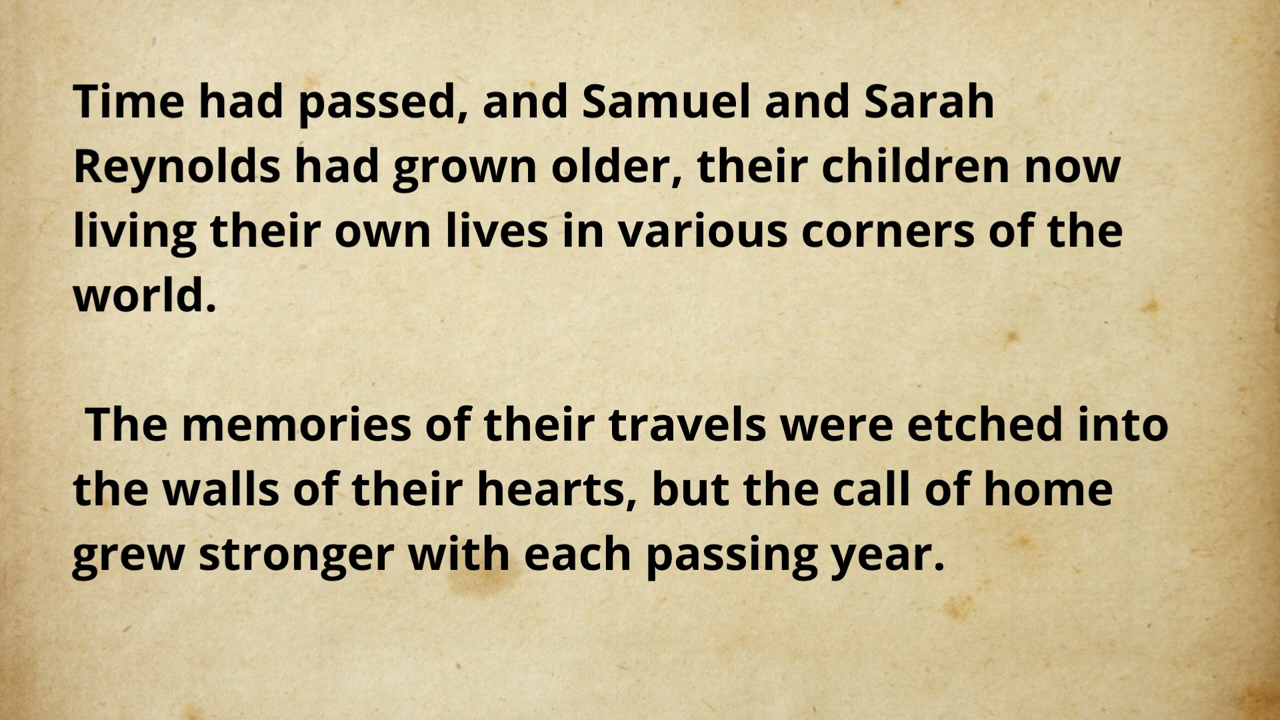 Time had passed, and Samuel and Sarah
Reynolds had grown older, their children now
living their own lives in various corners of the
world.
The memories of their travels were etched into
the walls of their hearts, but the call of home
grew stronger with each passing year.